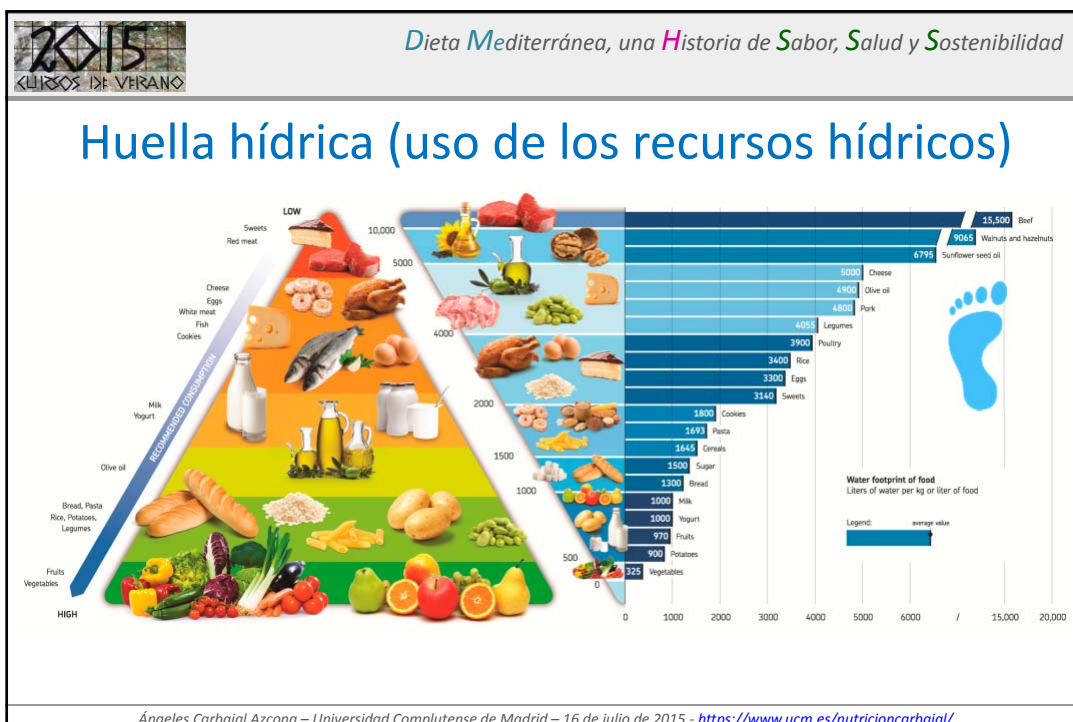 2015
CURSOS DE VERANO
Dieta Mediterránea, una Historia de Sabor, Salud y Sostenibilidad
Huella hídrica (uso de los recursos hídricos)
LOW
Sweets
Red meat
Cheese
Eggs
White meat
Fish
Cookies
Milk
Yogurt
Olive oil
Bread, Pasta
Rice, Potatoes,
Legumes
Fruits
Vegetables
HIGH
RECOMMENDED CONSUMPTION
10,000
5000
4000
2000
1500
1000
500
0
15,500 Beef
9065 Walnuts and hazelnuts
6795 Sunflower seed oil
5000 Cheese
4900 Olive oil
4800 Pork
4055 Legumes
3900 Poultry
3400 Rice
3300 Eggs
3140 Sweets
1800 Cookies
1693 Pasta
1645 Cereals
1500 Sugar
1300 Bread
1000 Milk
1000 Yogurt
970 Fruits
900 Potatoes
325 Vegetables
0 1000 2000 3000 4000 5000 6000 / 15,000 20,000
Water footprint of food
Liters of water per kg or liter of food
Legend: average value
Ángeles Carbajal Azcona – Universidad Complutense de Madrid – 16 de julio de 2015 - https://www.ucm.es/nutricioncarbajal/